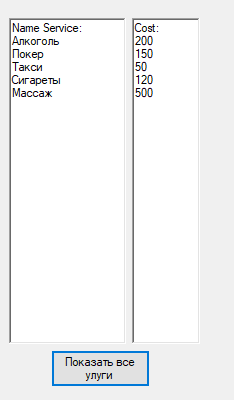 Name Service: Cost:
Алкоголь 200
Покер 150
Такси 50
Сигареты 120
Массаж 500
Показать все
улуги